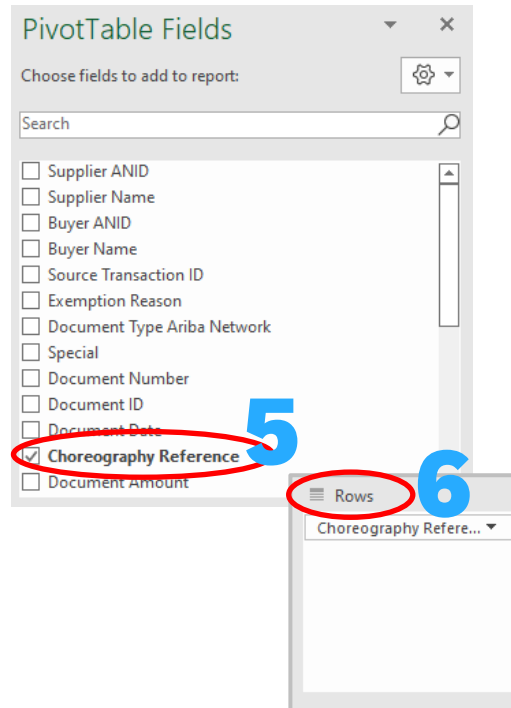 PivotTable Fields
Choose fields to add to report:
Search
Supplier ANID
Supplier Name
Buyer ANID
Buyer Name
Source Transaction ID
Exemption Reason
Document Type Ariba Network
Special
Document Number
Document ID
Document Date
Choreography Reference
5
Document Amount
Rows
6
Choreography Refere...